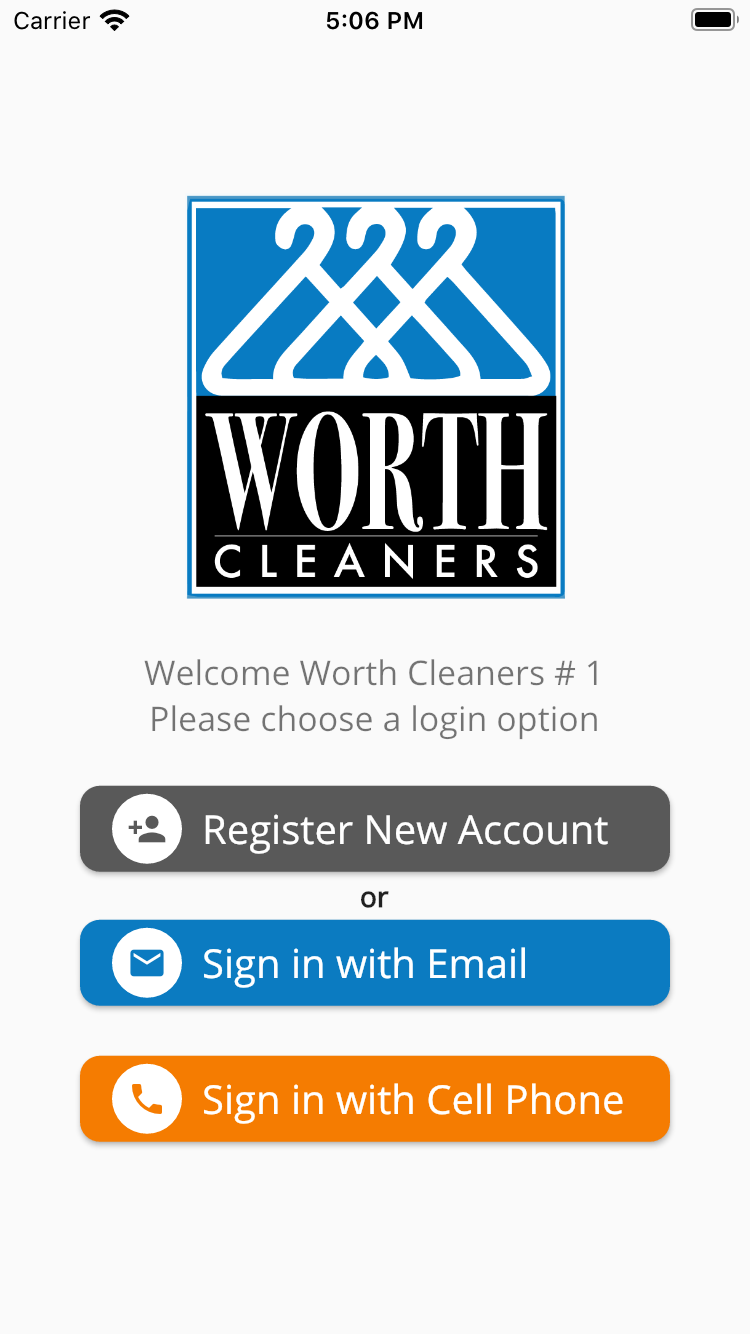 Carrier 5:06 PM
WORTH
CLEANERS
Welcome Worth Cleaners # 1
Please choose a login option
Register New Account
or
Sign in with Email
Sign in with Cell Phone